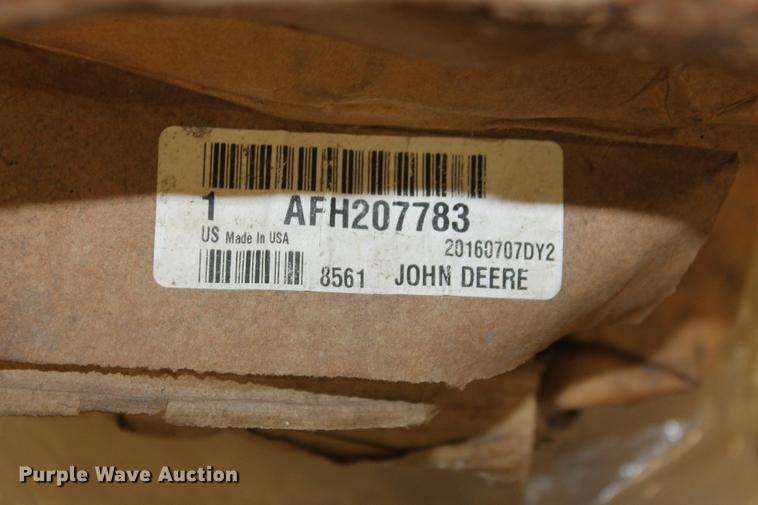 1 AFH207783
US Made In USA
20160707DY2
8561 JOHN DEERE
Purple Wave Auction